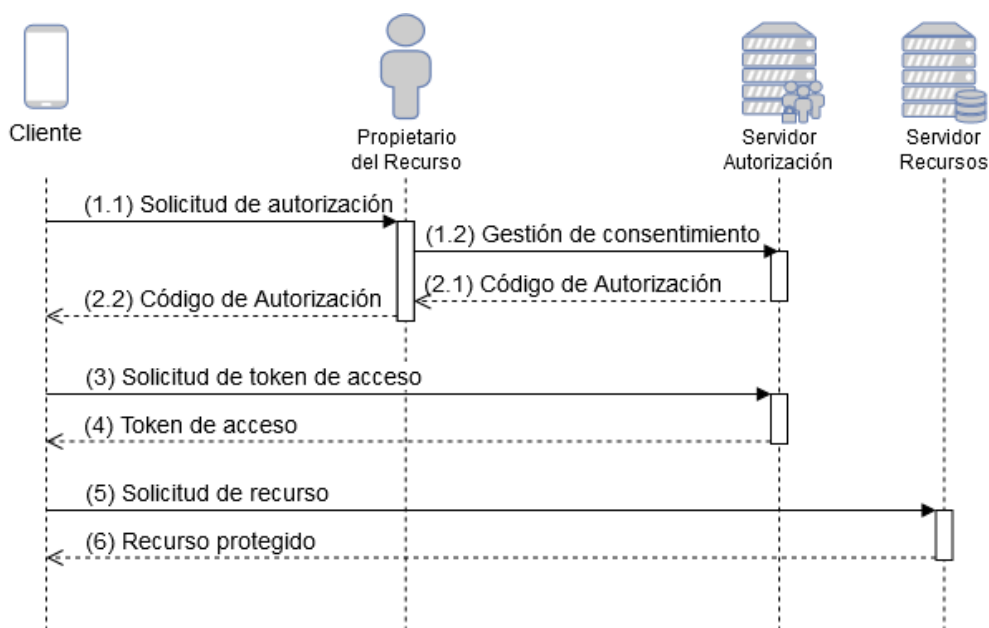 Cliente
Propietario
del Recurso
Servidor
Autorización
Servidor
Recursos
(1.1) Solicitud de autorización
(1.2) Gestión de consentimiento
(2.1) Código de Autorización
(2.2) Código de Autorización
(3) Solicitud de token de acceso
(4) Token de acceso
(5) Solicitud de recurso
(6) Recurso protegido